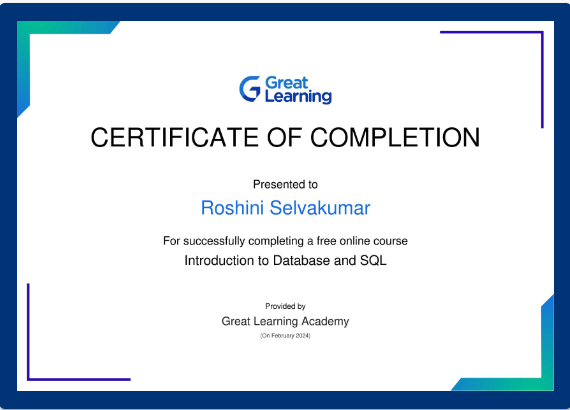 Great
Learning
CERTIFICATE OF COMPLETION
Presented to
Roshini Selvakumar
For successfully completing a free online course
Introduction to Database and SQL
Provided by
Great Learning Academy
(On February 2024)